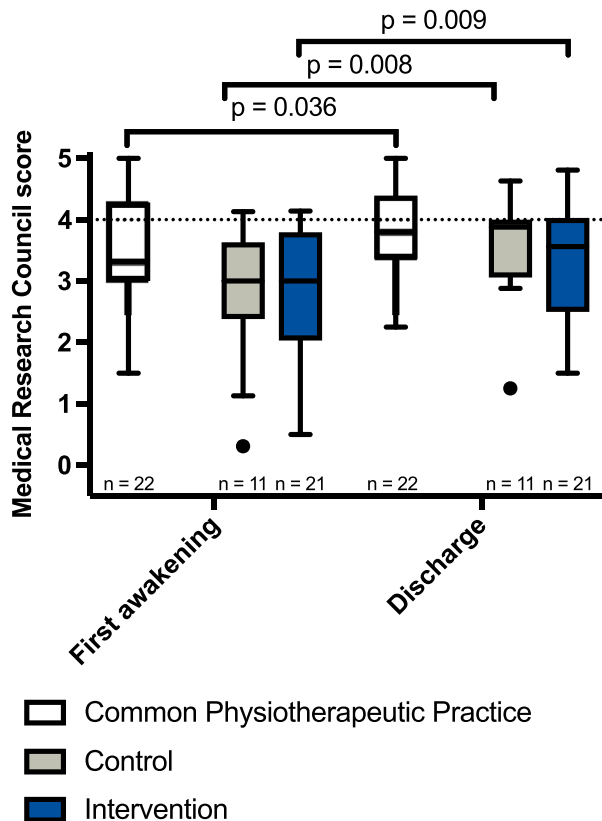 p = 0.009
p = 0.008
p = 0.036
Medical Research Council score
5
4
3
2
1
0
n = 22
n = 11
n = 21
n = 22
n = 11
n = 21
First awakening
Discharge
Common Physiotherapeutic Practice
Control
Intervention